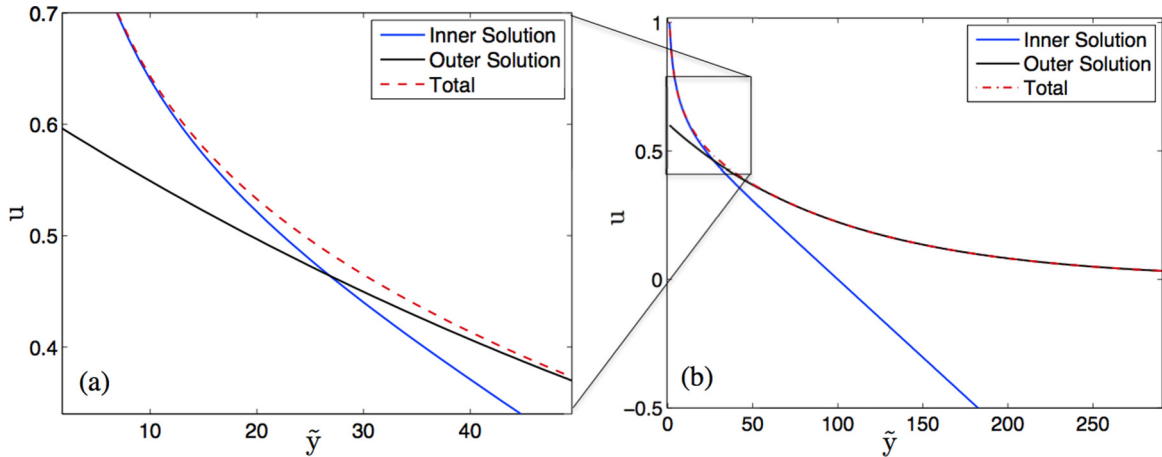 0.7
0.6
0.5
0.4
u
Inner Solution
Outer Solution
Total
(a)
10
20
30
40
ỹ
1
0.5
0
−0.5
u
Inner Solution
Outer Solution
Total
(b)
0
50
100
150
200
250
ỹ